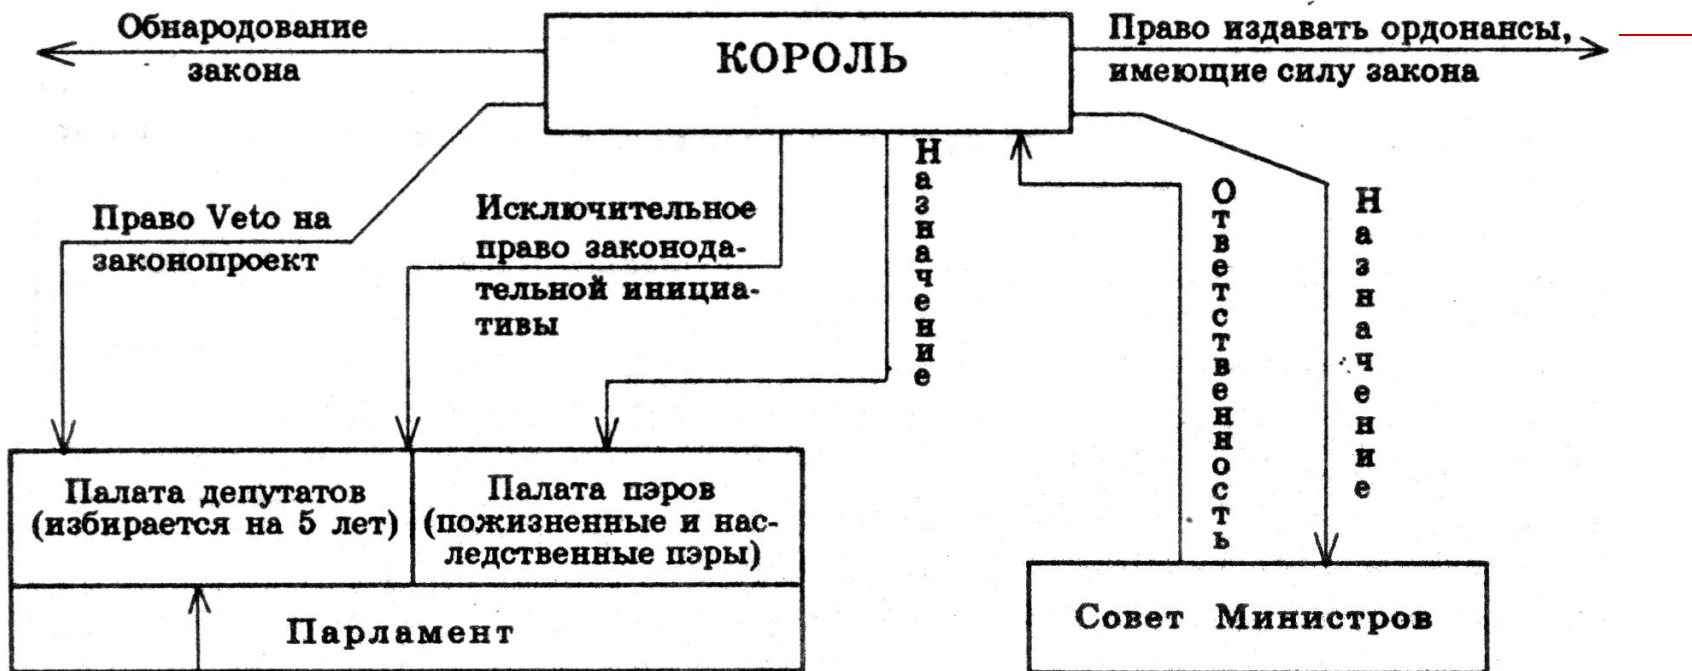 Обнародование
закона
КОРОЛЬ
Право издавать ордонансы,
имеющие силу закона
Право Veto на
законопроект
Исключительное
право законода-
тельной инициа-
тивы
Назначение
Ответственность
Назначение
Палата депутатов
(избирается на 5 лет)
Палата пэров
(пожизненные и нас-
ледственные пэры)
Парламент
Совет Министров